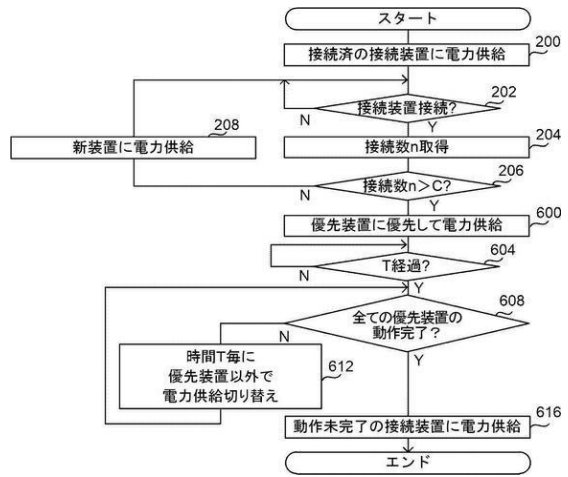 スタート
接続済の接続装置に電力供給
200
接続装置接続?
202
N
Y
新装置に電力供給
208
接続数n取得
204
接続数n>C?
206
N
Y
優先装置に優先して電力供給
600
T経過?
604
N
Y
全ての優先装置の
動作完了?
608
N
Y
時間T毎に
優先装置以外で
電力供給切り替え
612
動作未完了の接続装置に電力供給
616
エンド